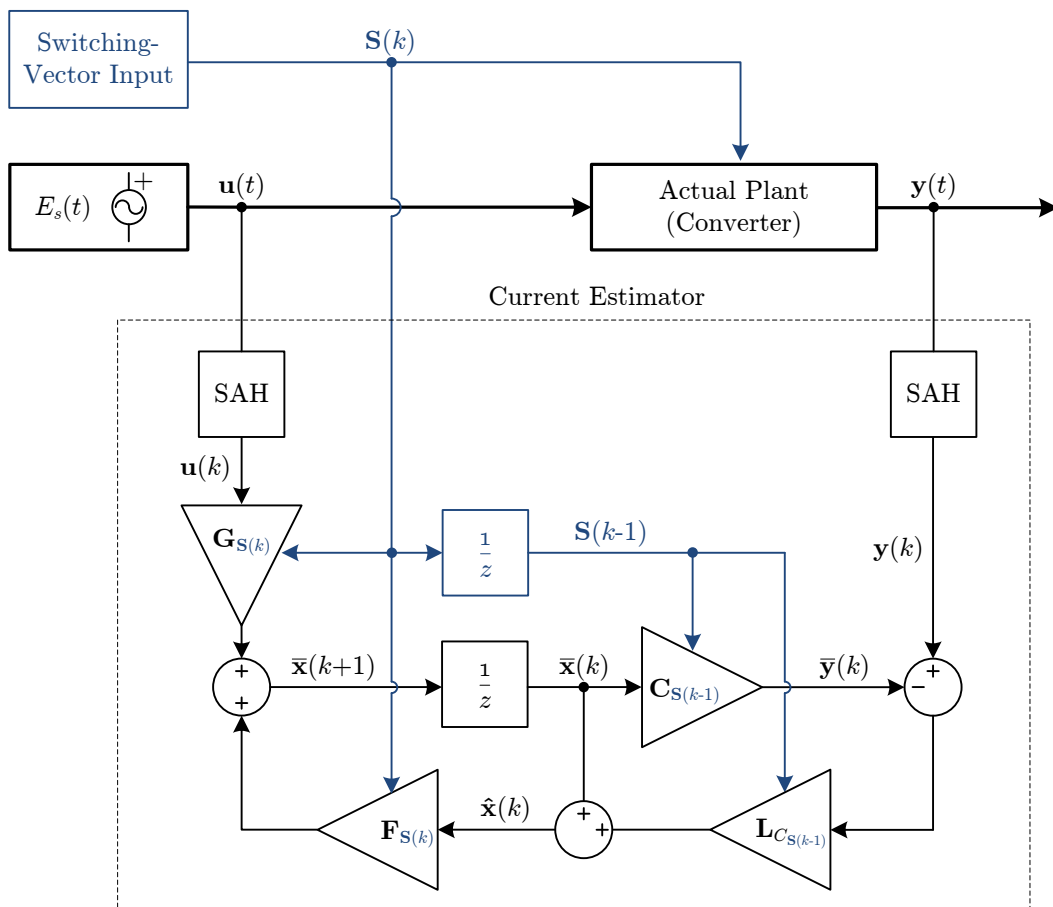 Switching-
Vector Input
S(k)
E_s(t)
+
u(t)
Actual Plant
(Converter)
y(t)
Current Estimator
SAH
SAH
u(k)
G_S(k)
1
z
S(k-1)
y(k)
+
+
x̄(k+1)
1
z
x̄(k)
C_S(k-1)
ȳ(k)
+
−
F_S(k)
x̂(k)
+
+
L_C_S(k-1)